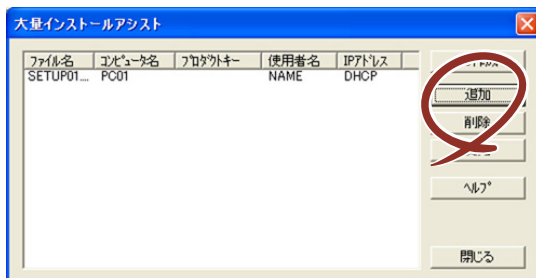 大量インストールアシスト
ファイル名 コンピュータ名 プロダクトキー 使用者名 IPアドレス
SETUP01... PC01 NAME DHCP
追加
削除
ヘルプ
閉じる